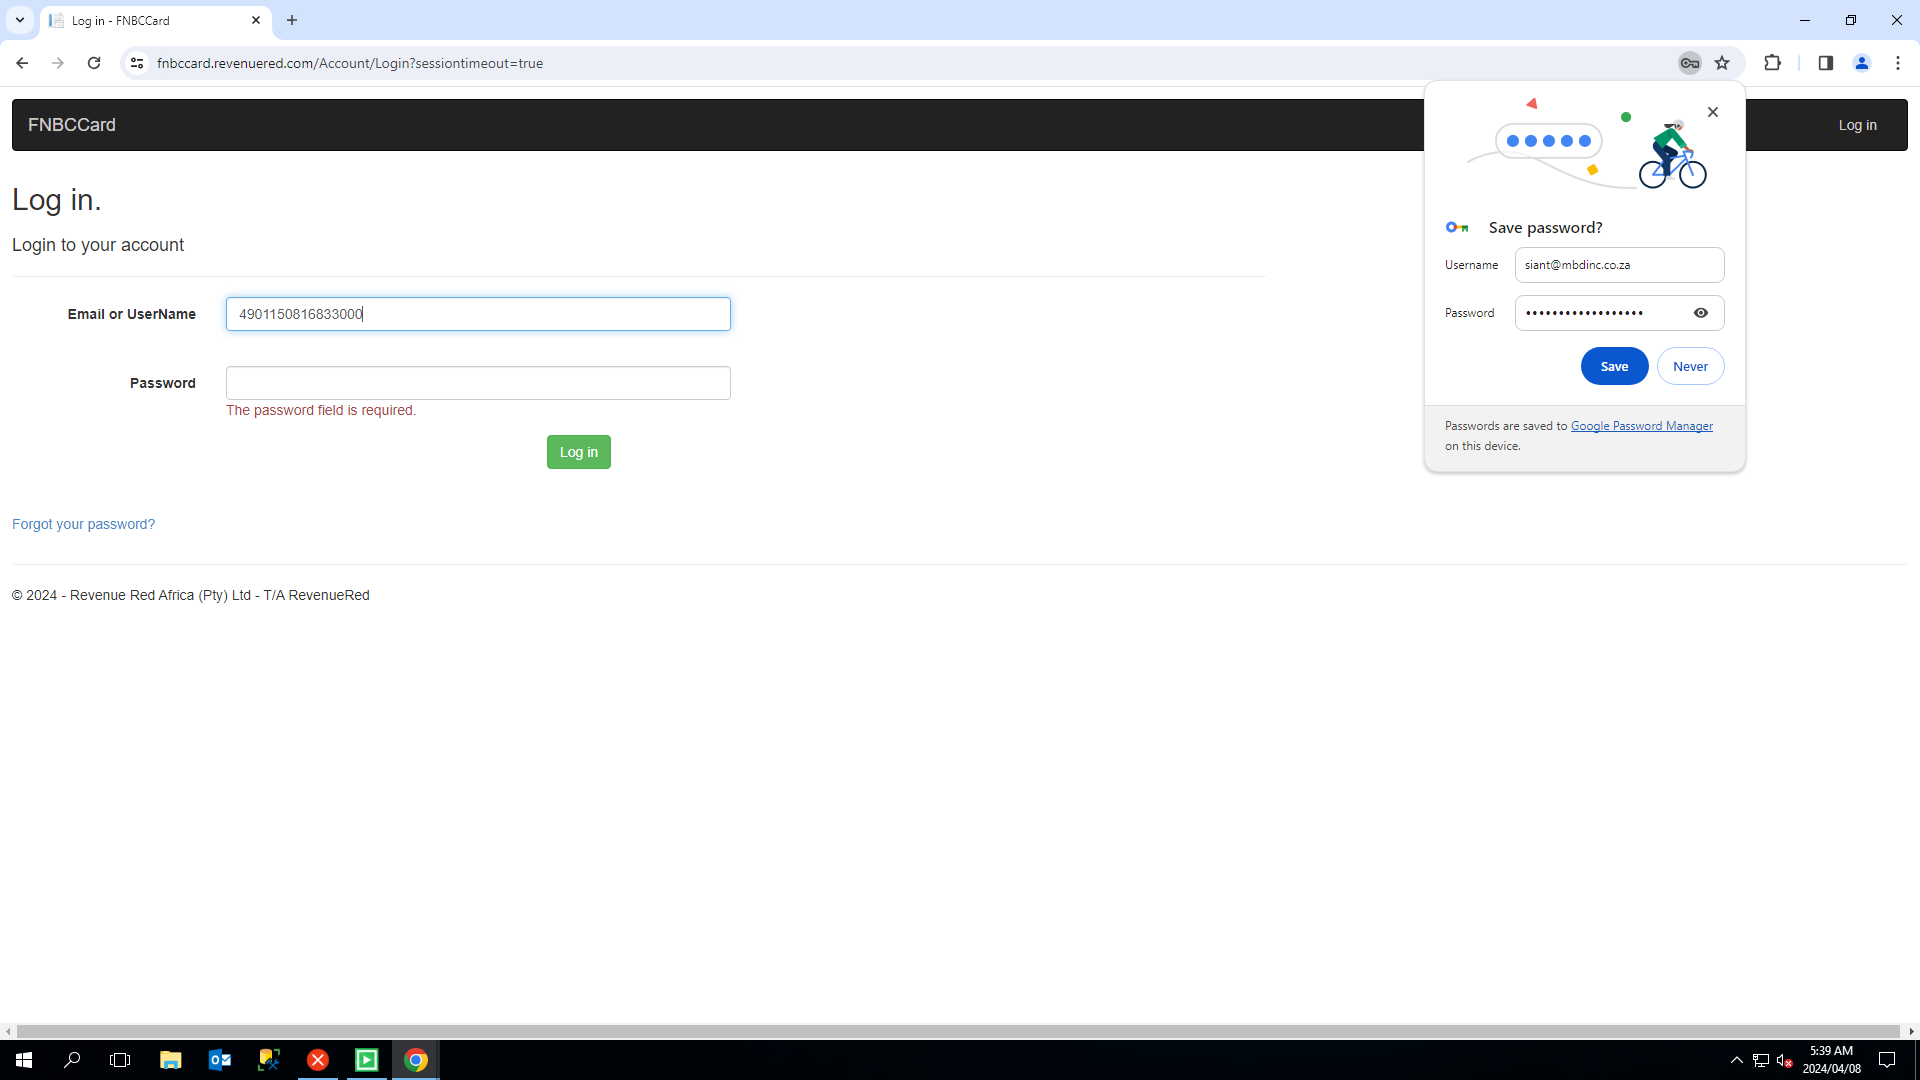 Log in - FNBCCard
fnbccard.revenuered.com/Account/Login?sessiontimeout=true
FNBCCard
Log in
Log in.
Login to your account
Email or UserName
4901150816833000
Password
The password field is required.
Log in
Forgot your password?
© 2024 - Revenue Red Africa (Pty) Ltd - T/A RevenueRed
Save password?
Username
siant@mbdinc.co.za
Password
••••••••••••••••••
Save
Never
Passwords are saved to Google Password Manager
on this device.
5:39 AM
2024/04/08